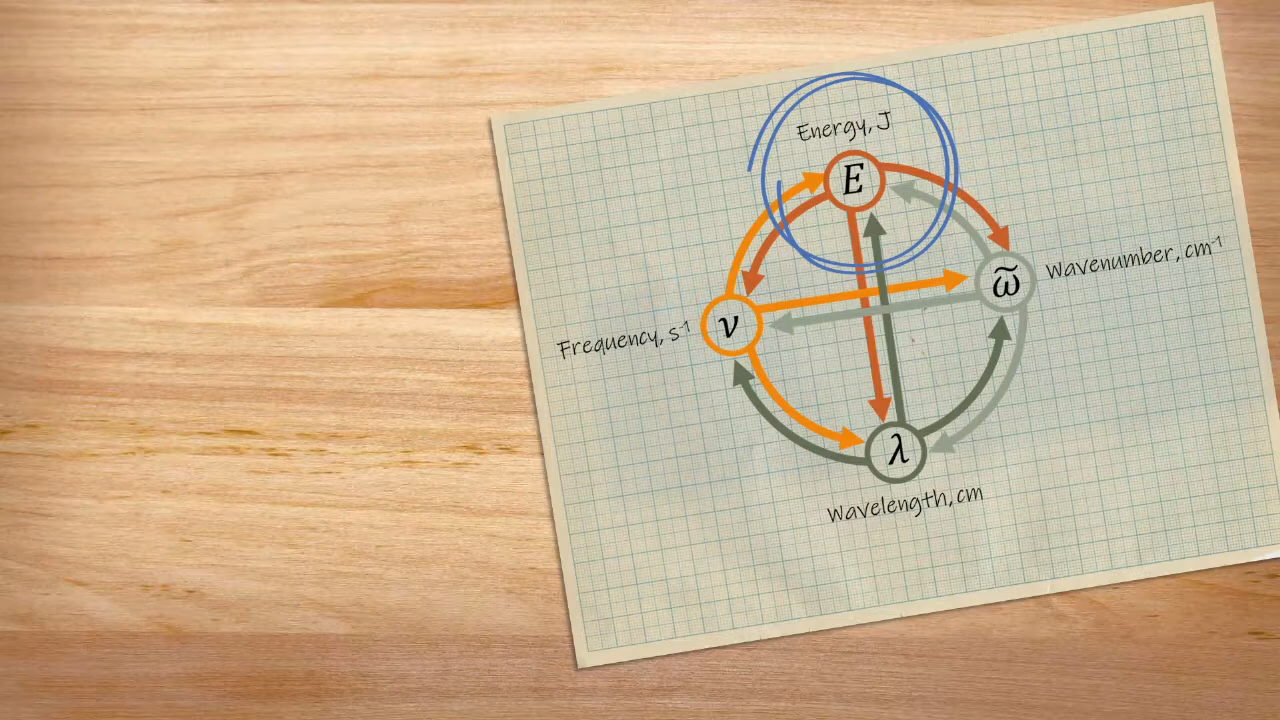 Energy, J
E
ω̃
Wavenumber, cm⁻¹
ν
Frequency, s⁻¹
λ
Wavelength, cm